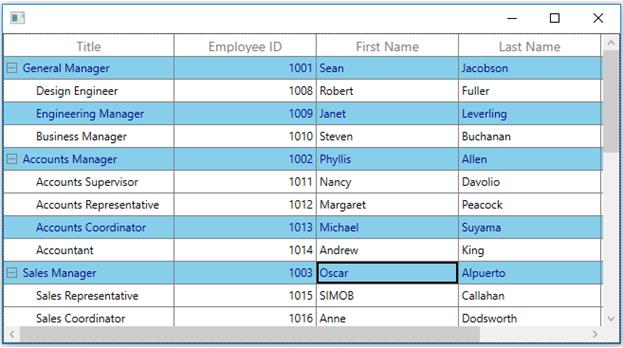 Title Employee ID First Name Last Name
General Manager 1001 Sean Jacobson
Design Engineer 1008 Robert Fuller
Engineering Manager 1009 Janet Leverling
Business Manager 1010 Steven Buchanan
Accounts Manager 1002 Phyllis Allen
Accounts Supervisor 1011 Nancy Davolio
Accounts Representative 1012 Margaret Peacock
Accounts Coordinator 1013 Michael Suyama
Accountant 1014 Andrew King
Sales Manager 1003 Oscar Alpuerto
Sales Representative 1015 SIMOB Callahan
Sales Coordinator 1016 Anne Dodsworth